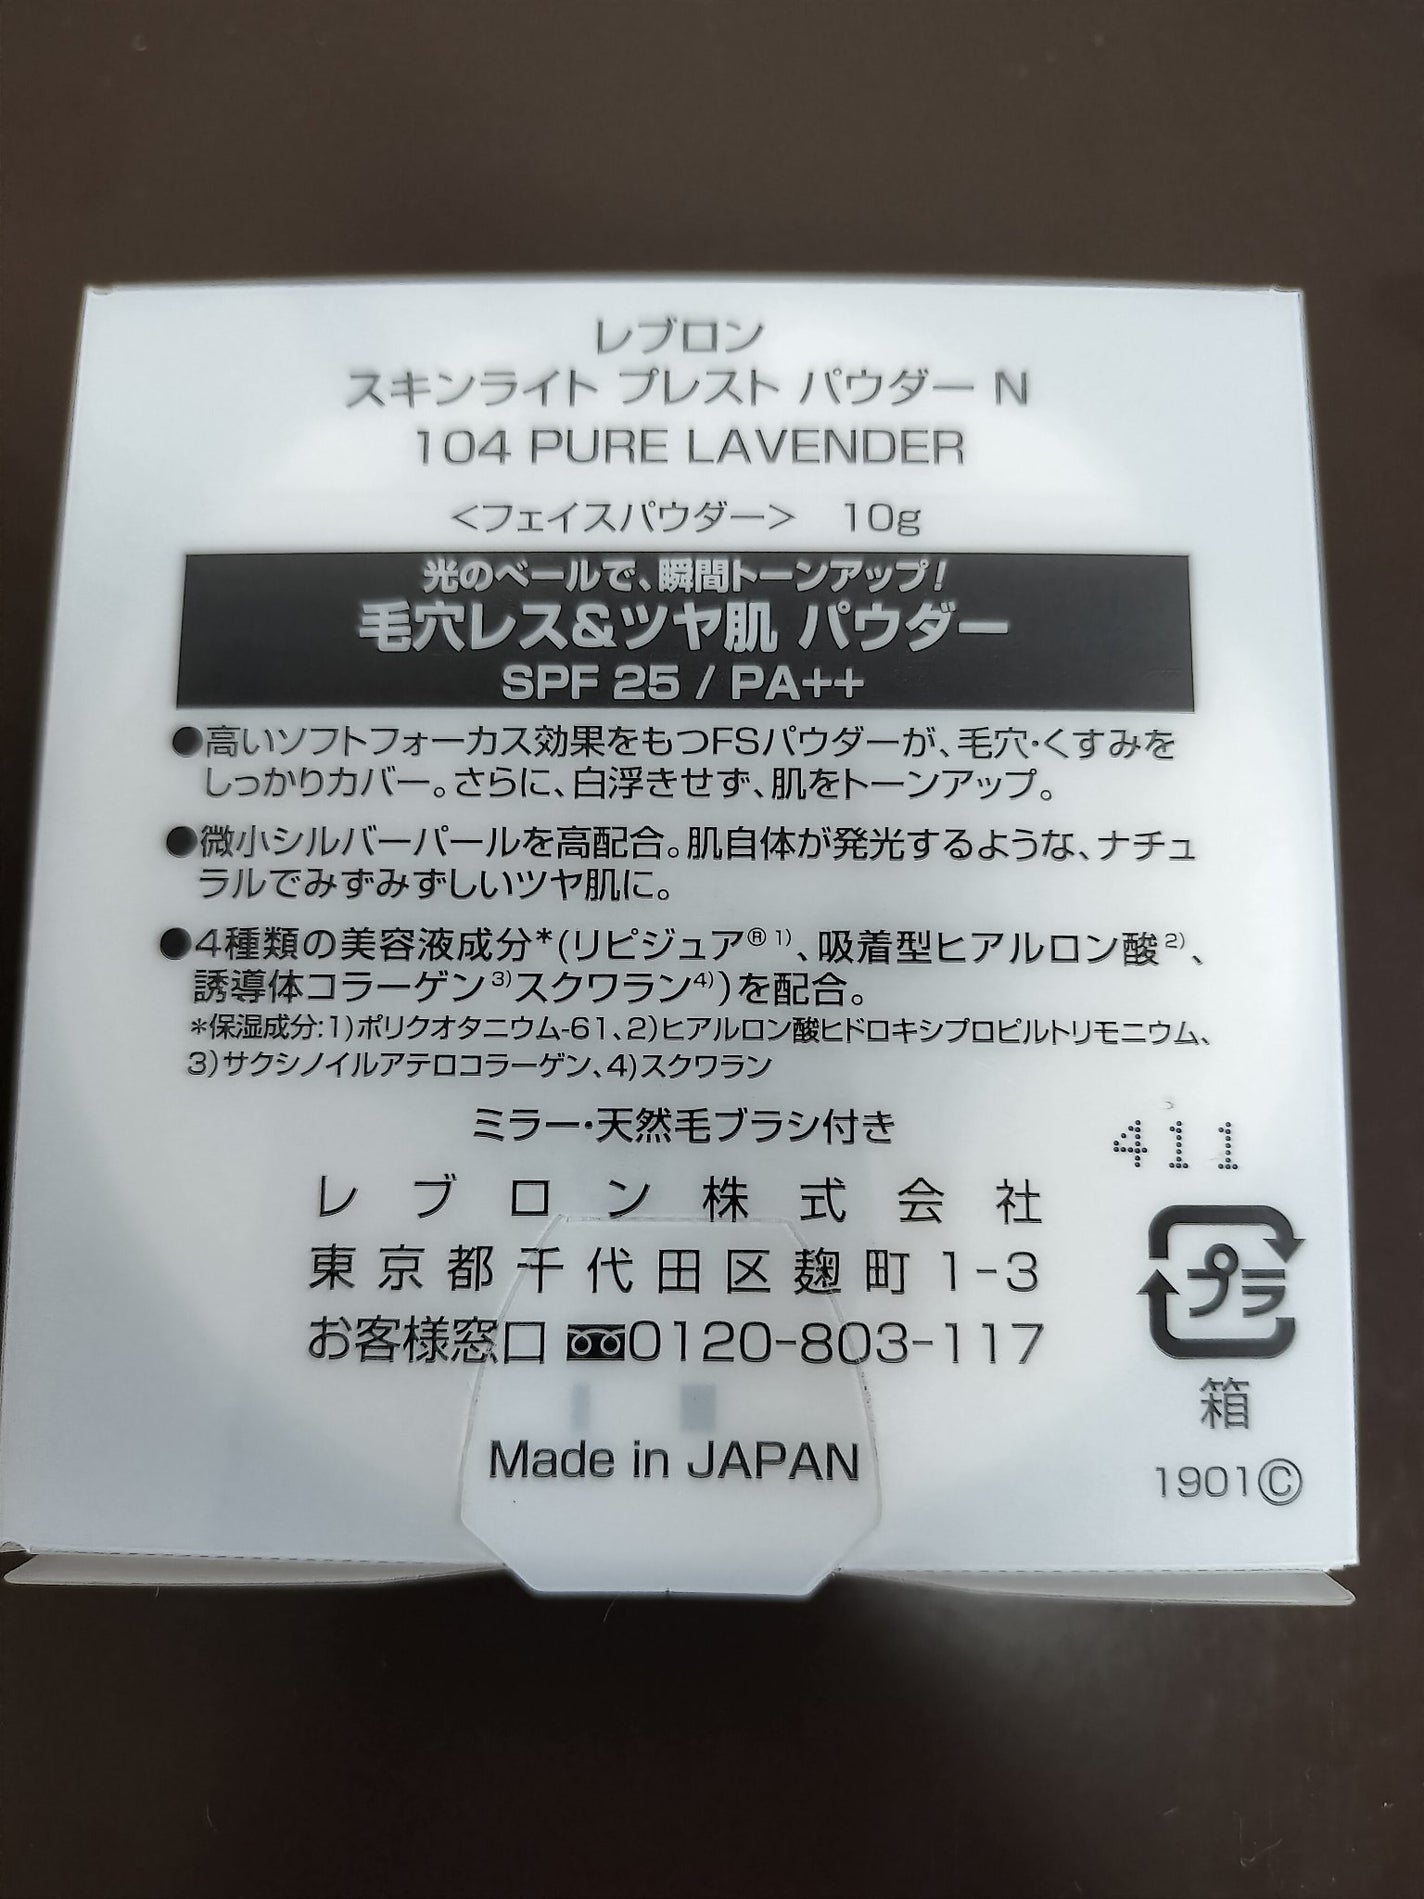 レブロン
スキンライト プレスト パウダー N
104 PURE LAVENDER
<フェイスパウダー> 10g
光のベールで、瞬間トーンアップ!
毛穴レス&ツヤ肌 パウダー
SPF 25 / PA++
●高いソフトフォーカス効果をもつFSパウダーが、毛穴・くすみを
しっかりカバー。さらに、白浮きせず、肌をトーンアップ。
●微小シルバーパールを高配合。肌自体が発光するような、ナチュ
ラルでみずみずしいツヤ肌に。
●4種類の美容液成分*(リピジュア® 1)、吸着型ヒアルロン酸2)、
誘導体コラーゲン3)スクワラン4))を配合。
*保湿成分:1)ポリクオタニウム-61、2)ヒアルロン酸ヒドロキシプロピルトリモニウム、
3)サクシノイルアテロコラーゲン、4)スクワラン
ミラー・天然毛ブラシ付き
411
レブロン株式会社
東京都千代田区麹町1-3
お客様窓口 0120-803-117
プラ
箱
Made in JAPAN
1901©